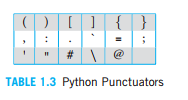 ( ) [ ] { }
, : . ` = ;
' " # \ @
TABLE 1.3 Python Punctuators